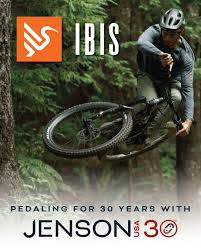 IBIS
PEDALING FOR 30 YEARS WITH
JENSON USA 30